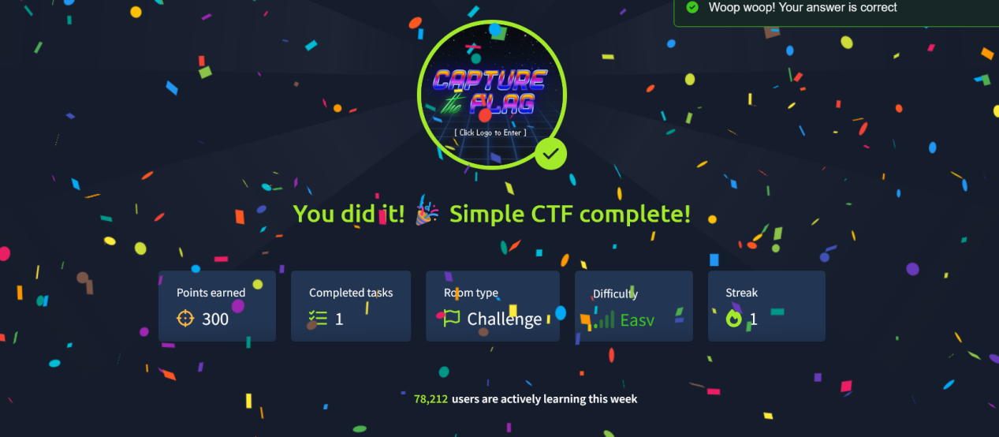 Woop woop! Your answer is correct
CAPTURE
the FLAG
[ Click Logo to Enter ]
You did it! 🎉 Simple CTF complete!
Points earned
300
Completed tasks
1
Room type
Challenge
Difficulty
Easy
Streak
1
78,212 users are actively learning this week